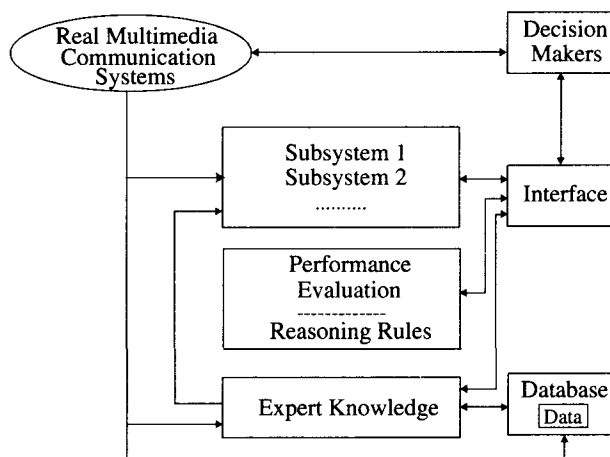 Real Multimedia
Communication
Systems
Decision
Makers
Subsystem 1
Subsystem 2
.........
Interface
Performance
Evaluation
-------------
Reasoning Rules
Expert Knowledge
Database
Data